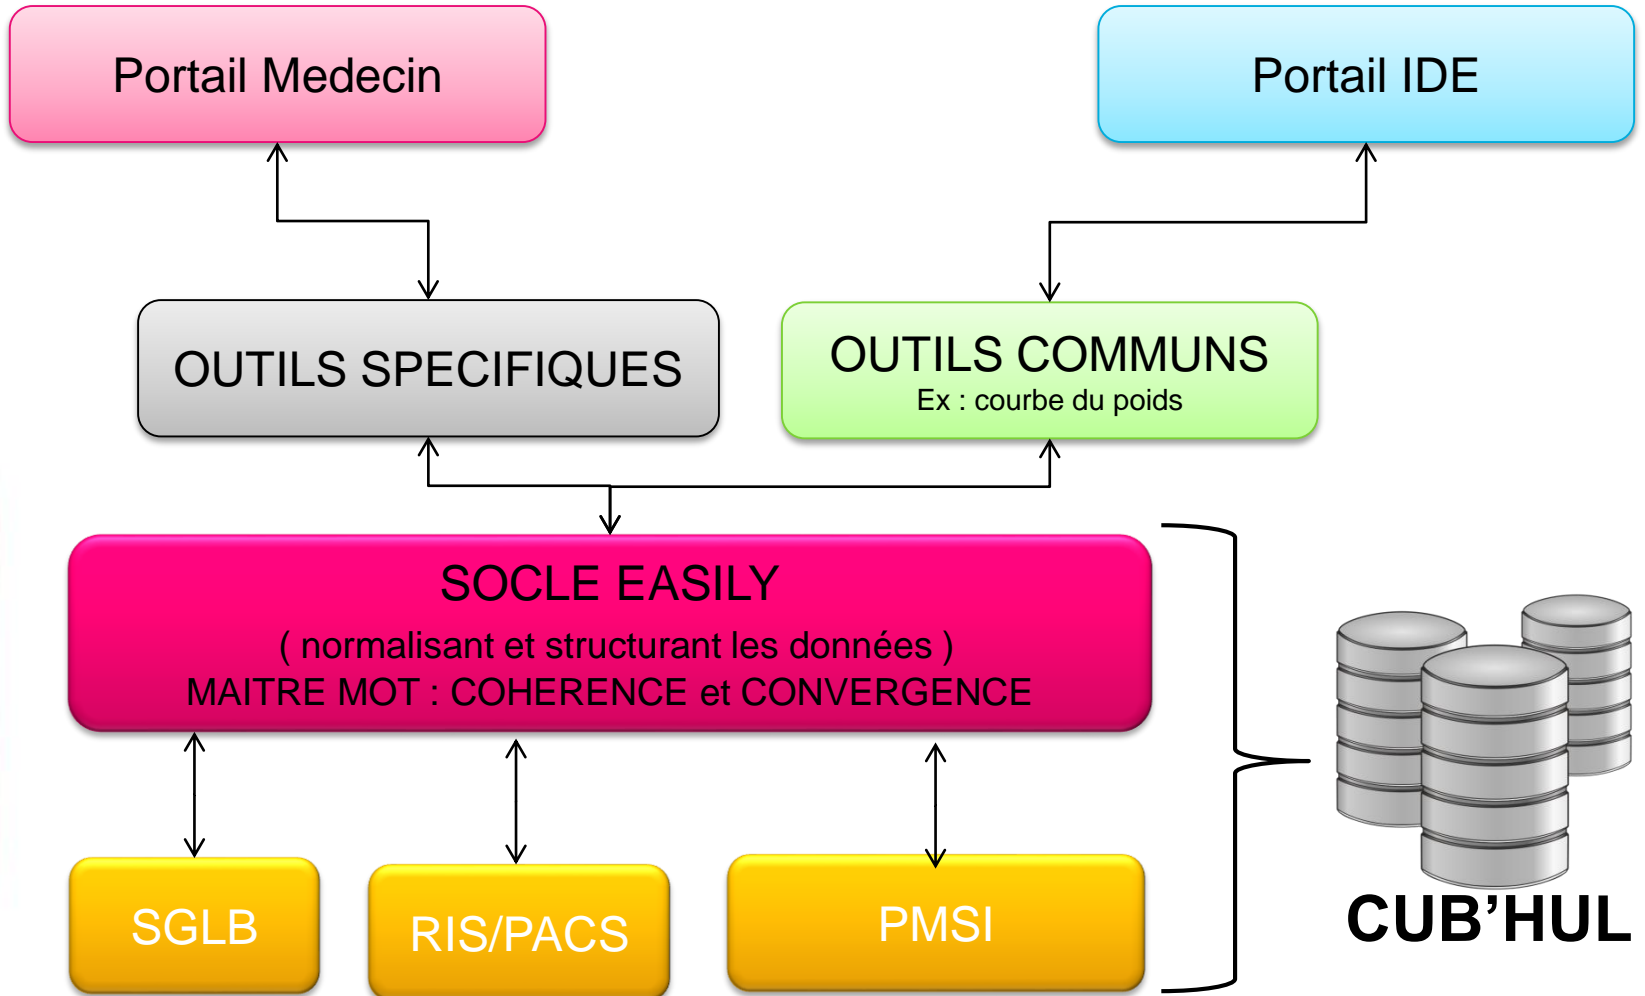 Portail Medecin
Portail IDE
OUTILS SPECIFIQUES
OUTILS COMMUNS
Ex : courbe du poids
SOCLE EASILY
( normalisant et structurant les données )
MAITRE MOT : COHERENCE et CONVERGENCE
SGLB
RIS/PACS
PMSI
CUB’HUL